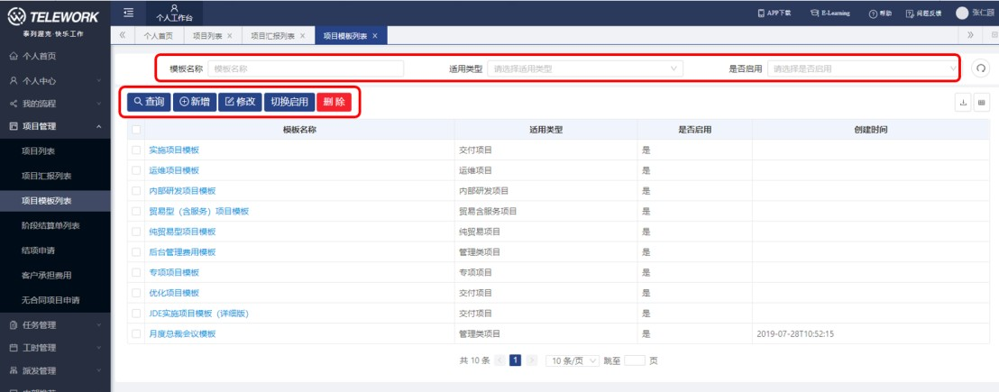 TELEWORK
泰列渥克·快乐工作
个人工作台
APP下载
E-Learning
帮助
问题反馈
个人首页
项目列表 ×
项目汇报列表 ×
项目模板列表 ×
个人首页
个人中心
我的流程
项目管理
项目列表
项目汇报列表
项目模板列表
阶段结算单列表
结项申请
客户承担费用
无合同项目申请
任务管理
工时管理
派发管理
模板名称 模板名称
适用类型 请选择适用类型
是否启用 请选择是否启用
查询 新增 修改 切换启用 删 除
模板名称 适用类型 是否启用 创建时间
实施项目模板 交付项目 是
运维项目模板 运维项目 是
内部研发项目模板 内部研发项目 是
贸易型（含服务）项目模板 贸易含服务项目 是
纯贸易型项目模板 纯贸易项目 是
后台管理费用模板 管理类项目 是
专项项目模板 专项项目 是
优化项目模板 交付项目 是
JDE实施项目模板（详细版） 交付项目 是
月度总裁会议模板 管理类项目 是 2019-07-28T10:52:15
共 10 条 < 1 > 10 条/页 跳至 页